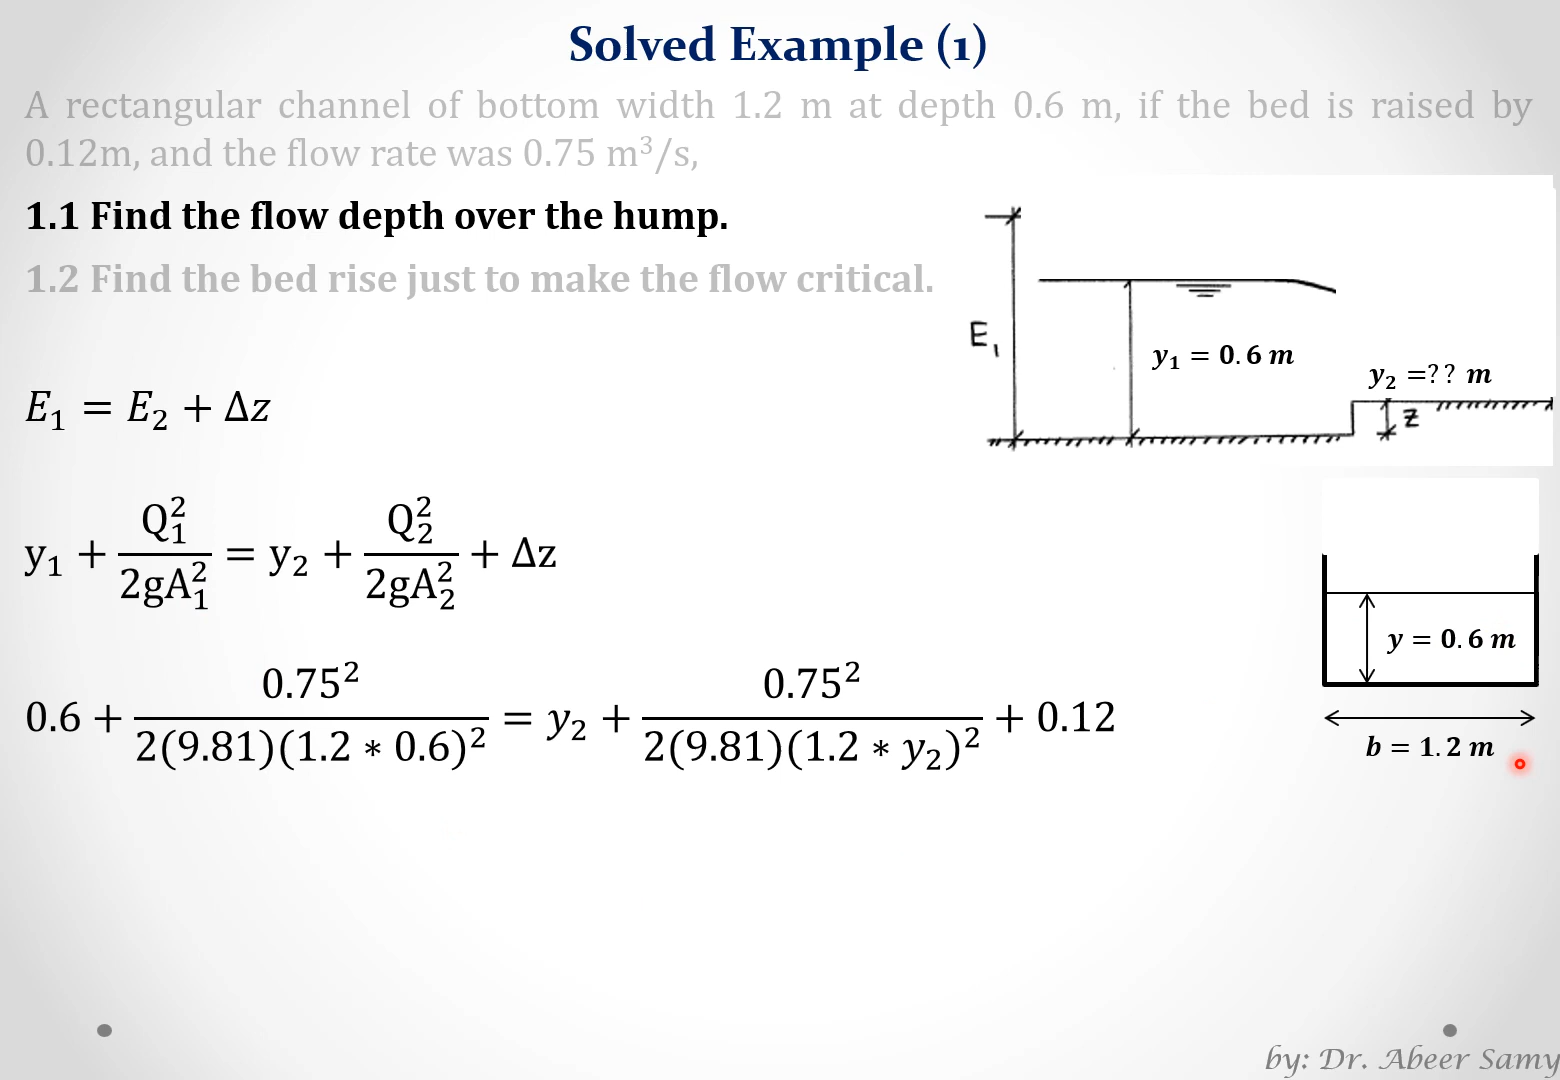 Solved Example (1)
A rectangular channel of bottom width 1.2 m at depth 0.6 m, if the bed is raised by
0.12m, and the flow rate was 0.75 m³/s,
1.1 Find the flow depth over the hump.
1.2 Find the bed rise just to make the flow critical.
E₁
y₁ = 0.6 m
y₂ =?? m
z
E₁ = E₂ + Δz
y₁ + Q₁²/2gA₁² = y₂ + Q₂²/2gA₂² + Δz
y = 0.6 m
0.6 + 0.75²/2(9.81)(1.2 * 0.6)² = y₂ + 0.75²/2(9.81)(1.2 * y₂)² + 0.12
b = 1.2 m
by: Dr. Abeer Samy